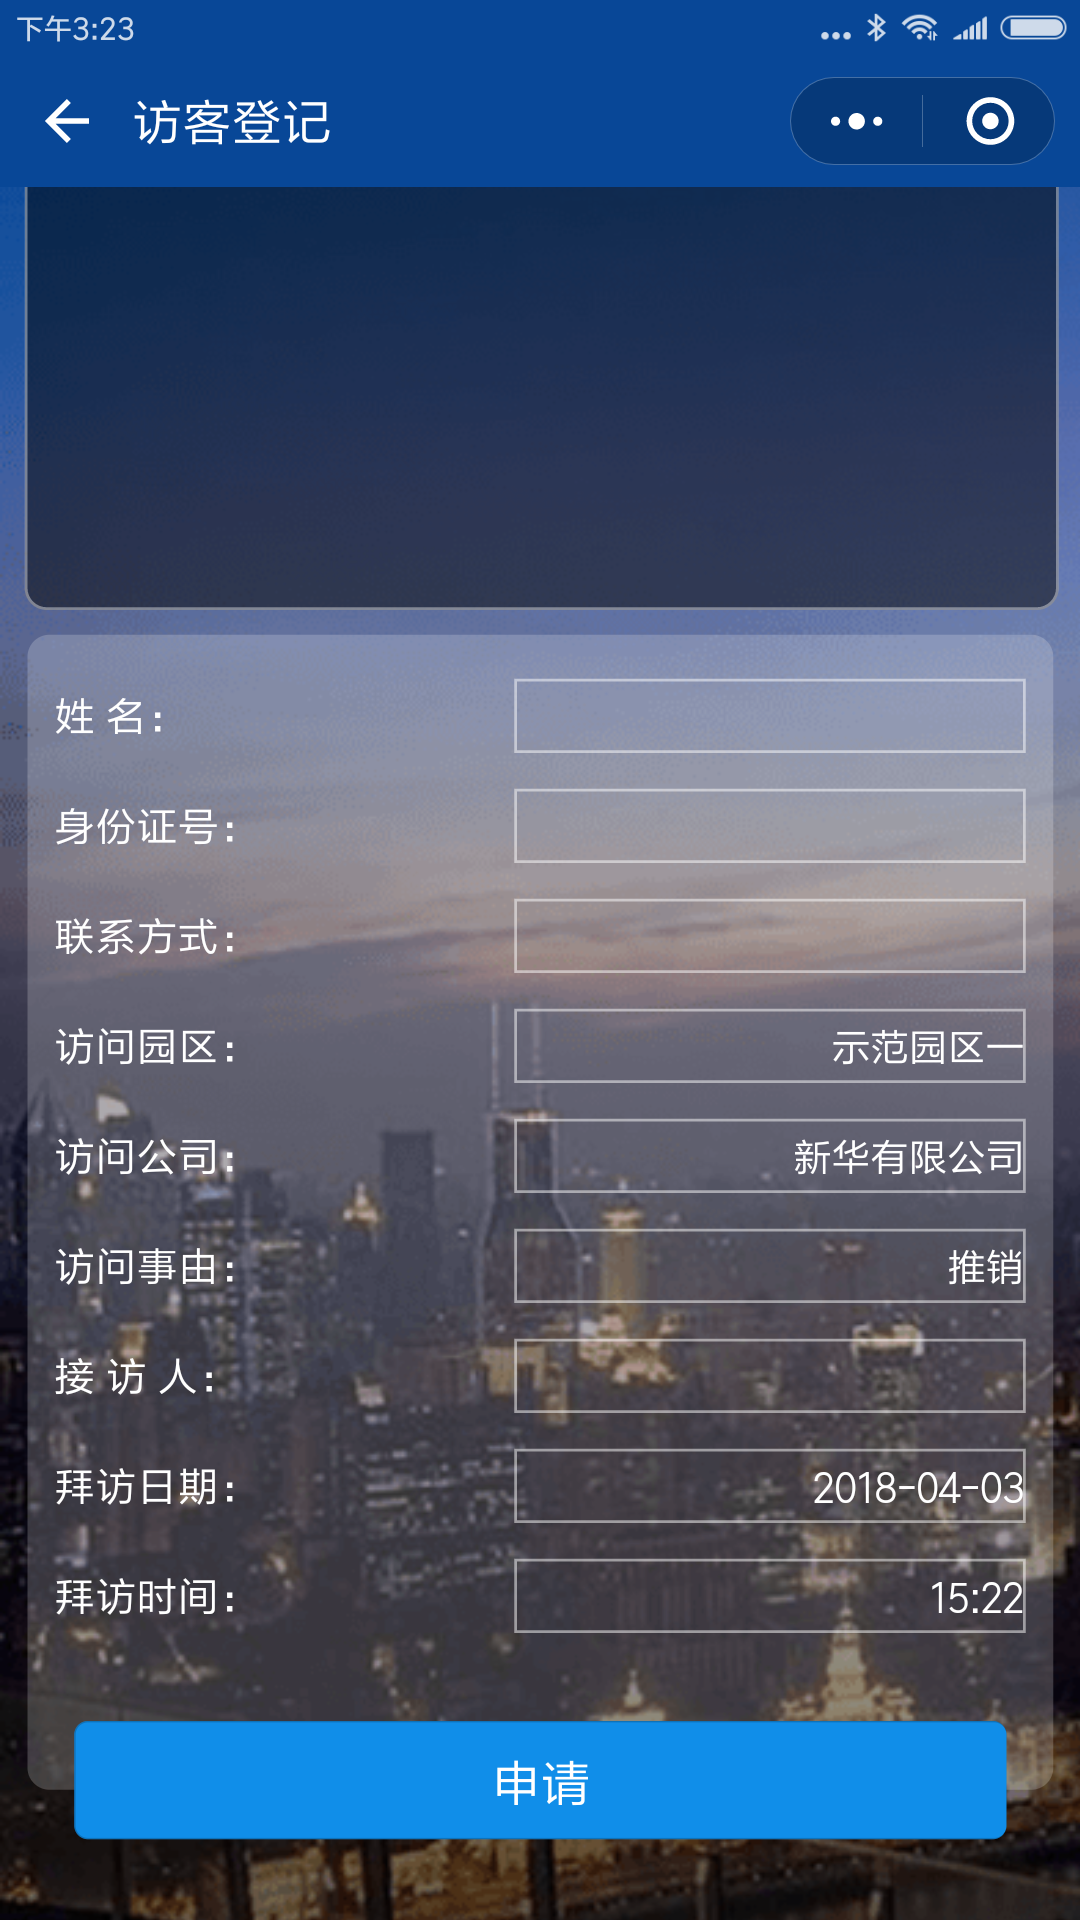 下午3:23
访客登记
姓 名:
身份证号:
联系方式:
访问园区: 示范园区一
访问公司: 新华有限公司
访问事由: 推销
接 访 人:
拜访日期: 2018-04-03
拜访时间: 15:22
申请